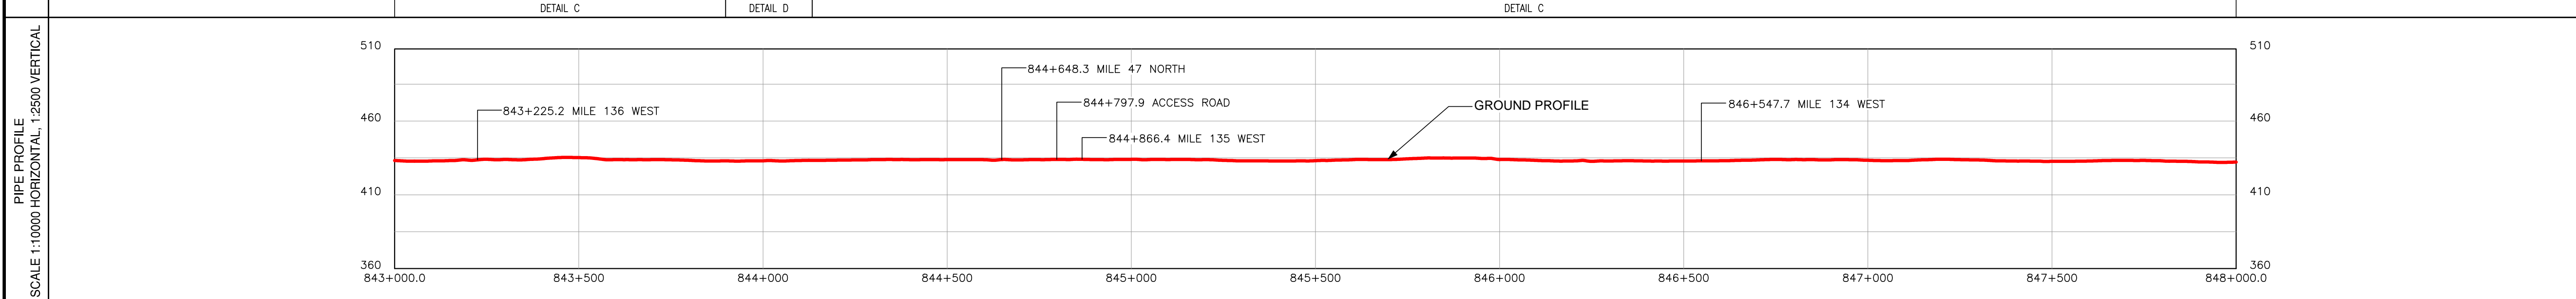 DETAIL C
DETAIL D
DETAIL C
PIPE PROFILE
SCALE 1:10000 HORIZONTAL, 1:2500 VERTICAL
510
510
844+648.3 MILE 47 NORTH
843+225.2 MILE 136 WEST
844+797.9 ACCESS ROAD
GROUND PROFILE
846+547.7 MILE 134 WEST
460
460
844+866.4 MILE 135 WEST
410
410
360
360
843+000.0
843+500
844+000
844+500
845+000
845+500
846+000
846+500
847+000
847+500
848+000.0